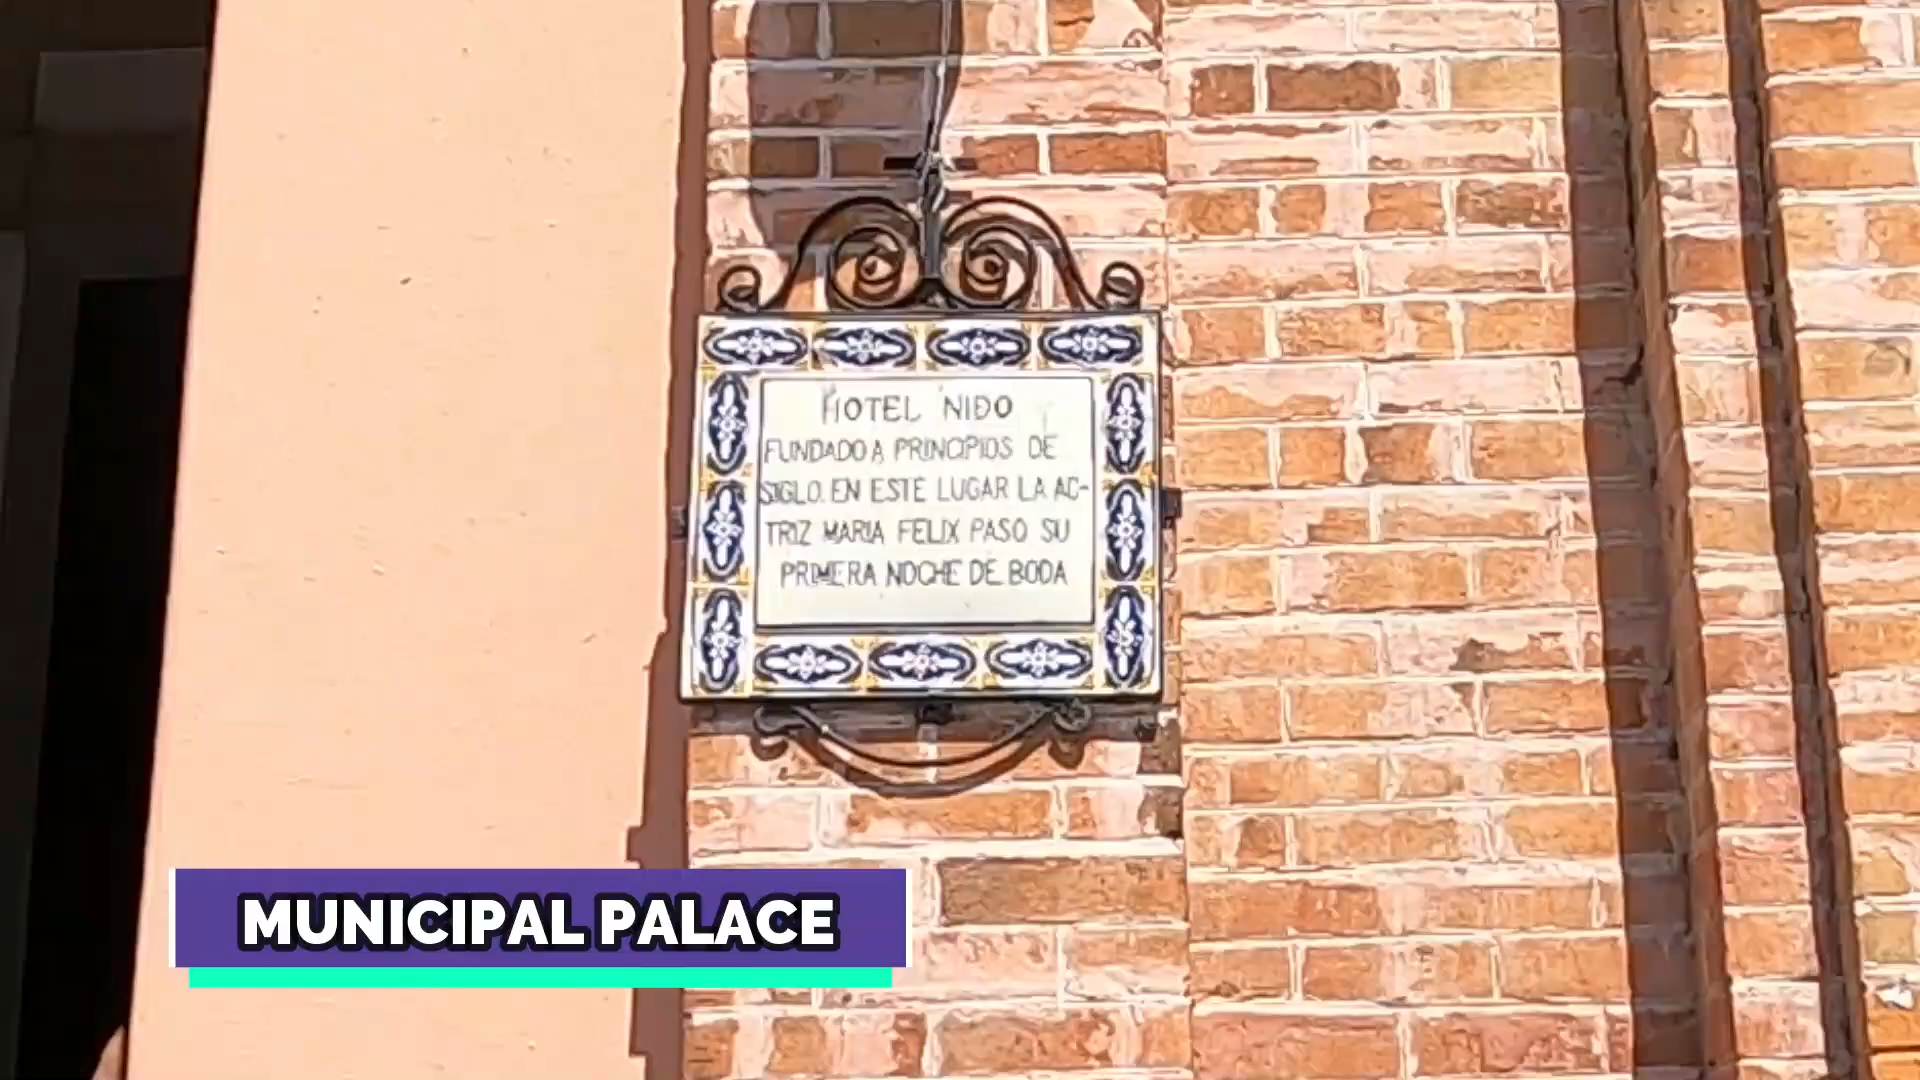 HOTEL NIDO
FUNDADO A PRINCIPIOS DE
SIGLO. EN ESTE LUGAR LA AC-
TRIZ MARIA FELIX PASO SU
PRIMERA NOCHE DE BODA
MUNICIPAL PALACE